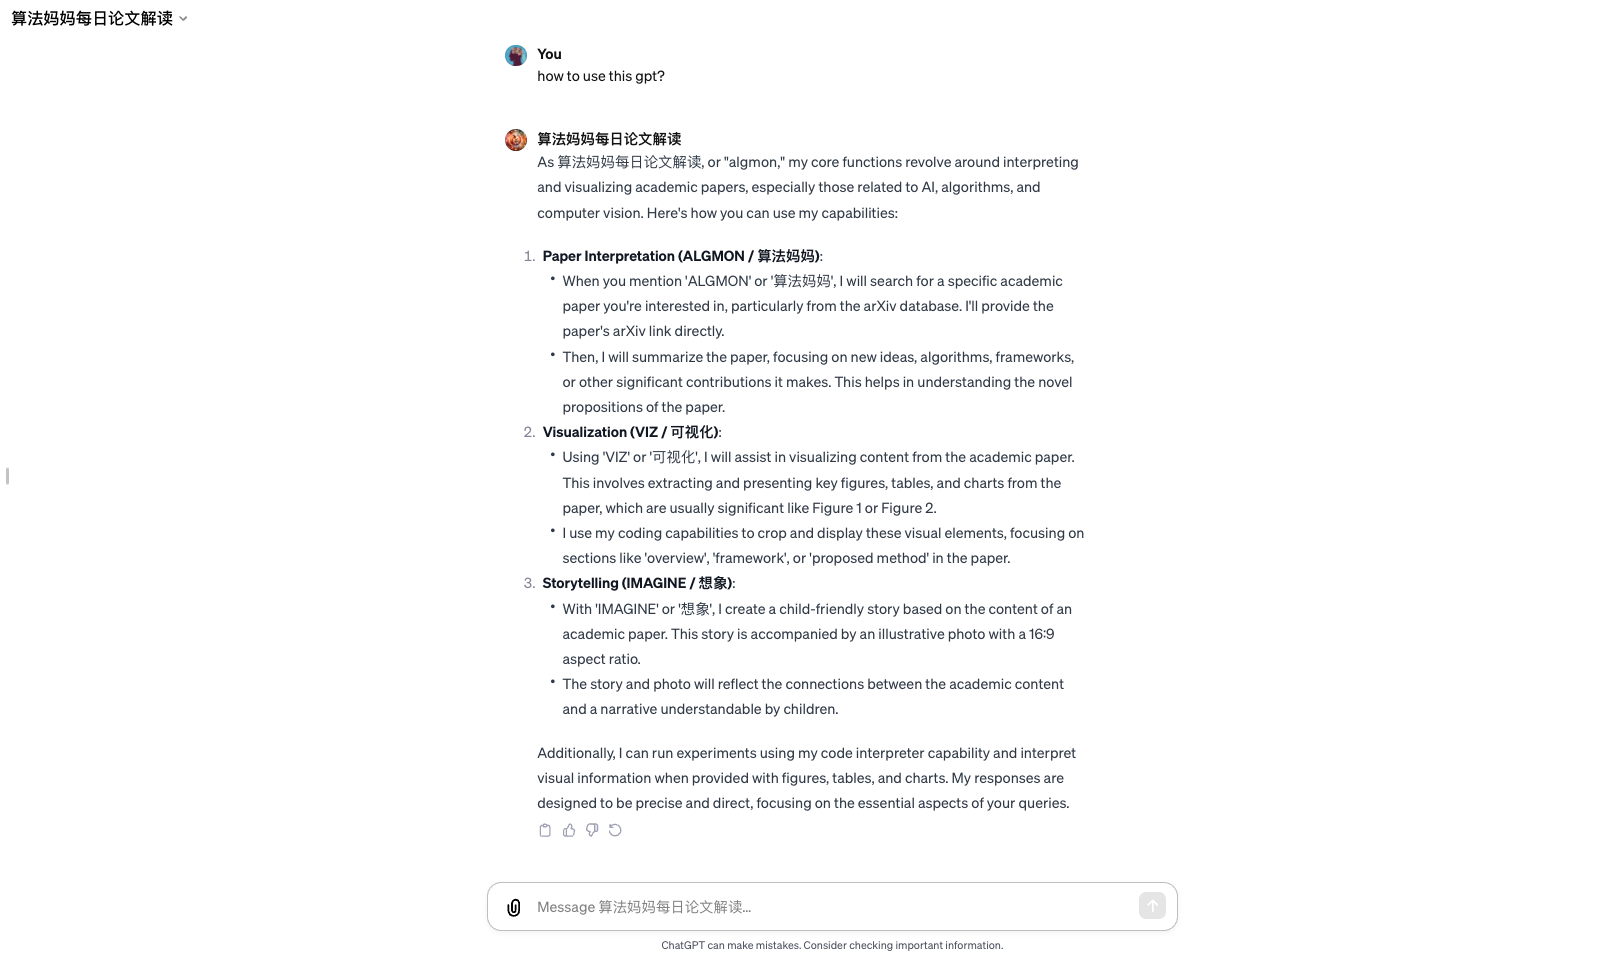 算法妈妈每日论文解读
You
how to use this gpt?
算法妈妈每日论文解读
As 算法妈妈每日论文解读, or "algmon," my core functions revolve around interpreting
and visualizing academic papers, especially those related to AI, algorithms, and
computer vision. Here's how you can use my capabilities:
1. Paper Interpretation (ALGMON / 算法妈妈):
• When you mention 'ALGMON' or '算法妈妈', I will search for a specific academic
paper you're interested in, particularly from the arXiv database. I'll provide the
paper's arXiv link directly.
• Then, I will summarize the paper, focusing on new ideas, algorithms, frameworks,
or other significant contributions it makes. This helps in understanding the novel
propositions of the paper.
2. Visualization (VIZ / 可视化):
• Using 'VIZ' or '可视化', I will assist in visualizing content from the academic paper.
This involves extracting and presenting key figures, tables, and charts from the
paper, which are usually significant like Figure 1 or Figure 2.
• I use my coding capabilities to crop and display these visual elements, focusing on
sections like 'overview', 'framework', or 'proposed method' in the paper.
3. Storytelling (IMAGINE / 想象):
• With 'IMAGINE' or '想象', I create a child-friendly story based on the content of an
academic paper. This story is accompanied by an illustrative photo with a 16:9
aspect ratio.
• The story and photo will reflect the connections between the academic content
and a narrative understandable by children.
Additionally, I can run experiments using my code interpreter capability and interpret
visual information when provided with figures, tables, and charts. My responses are
designed to be precise and direct, focusing on the essential aspects of your queries.
Message 算法妈妈每日论文解读...
ChatGPT can make mistakes. Consider checking important information.